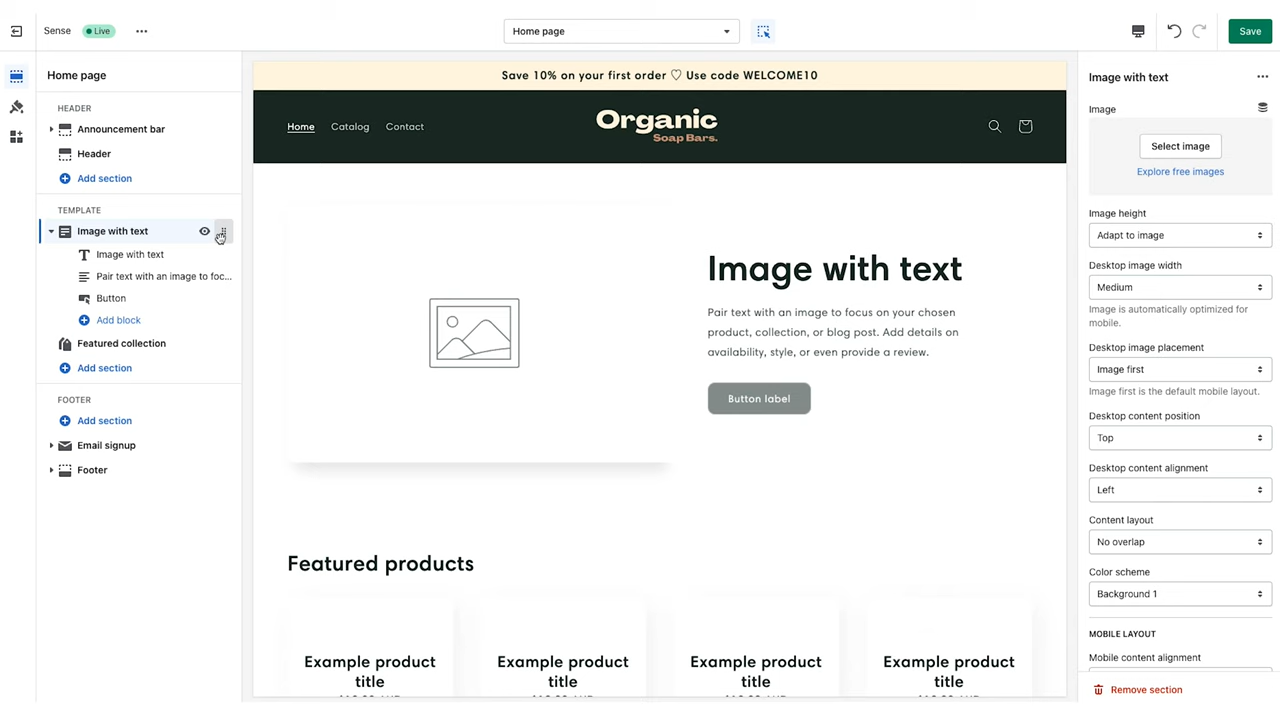 Sense
Live
Home page
Save
Home page
HEADER
Announcement bar
Header
Add section
TEMPLATE
Image with text
Image with text
Pair text with an image to foc...
Button
Add block
Featured collection
Add section
FOOTER
Add section
Email signup
Footer
Save 10% on your first order ♡ Use code WELCOME10
Home Catalog Contact
Organic
Soap Bars.
Image with text
Pair text with an image to focus on your chosen
product, collection, or blog post. Add details on
availability, style, or even provide a review.
Button label
Featured products
Example product
title
Example product
title
Example product
title
Example product
title
Image with text
Image
Select image
Explore free images
Image height
Adapt to image
Desktop image width
Medium
Image is automatically optimized for
mobile.
Desktop image placement
Image first
Image first is the default mobile layout.
Desktop content position
Top
Desktop content alignment
Left
Content layout
No overlap
Color scheme
Background 1
MOBILE LAYOUT
Mobile content alignment
Remove section